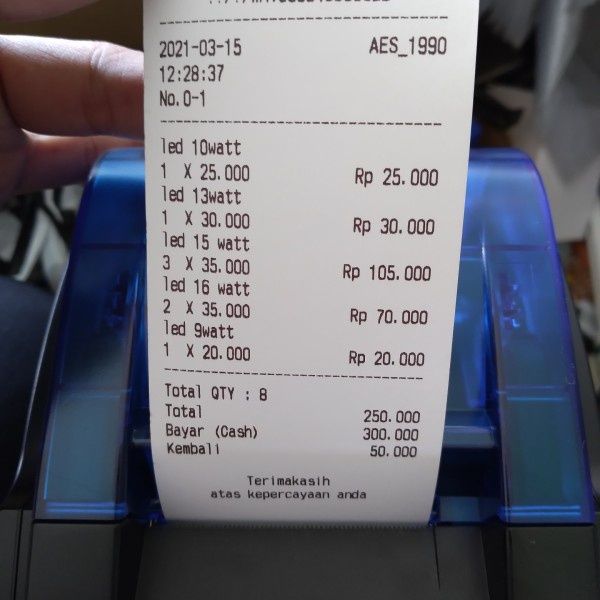 2021-03-15 AES_1990
12:28:37
No.0-1
led 10watt
1 X 25.000 Rp 25.000
led 13watt
1 X 30.000 Rp 30.000
led 15 watt
3 X 35.000 Rp 105.000
led 16 watt
2 X 35.000 Rp 70.000
led 9watt
1 X 20.000 Rp 20.000
Total QTY : 8
Total 250.000
Bayar (Cash) 300.000
Kembali 50.000
Terimakasih
atas kepercayaan anda